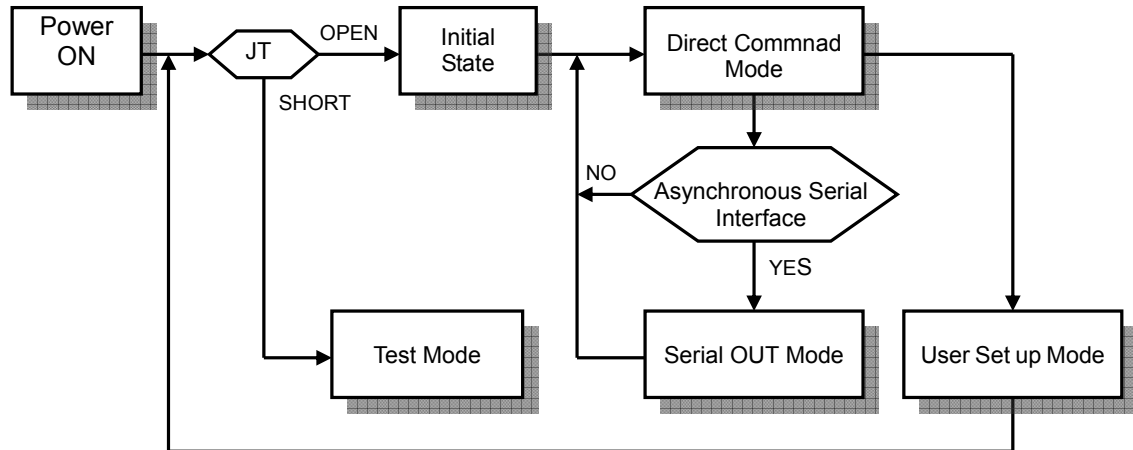 Power
ON
JT
OPEN
SHORT
Initial
State
Direct Commnad
Mode
NO
Asynchronous Serial
Interface
YES
Test Mode
Serial OUT Mode
User Set up Mode